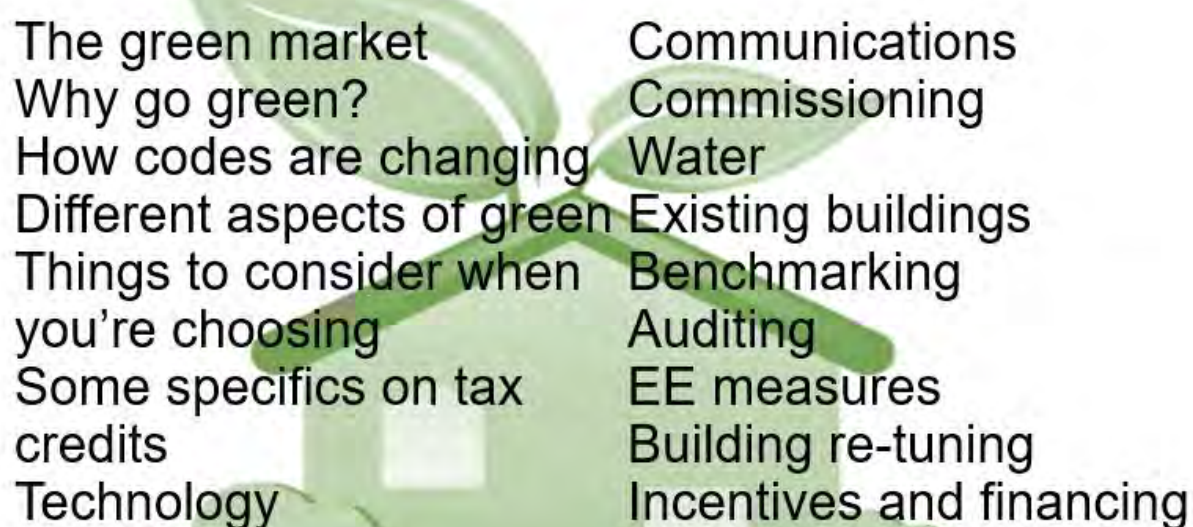 The green market
Why go green?
How codes are changing
Different aspects of green
Things to consider when
you're choosing
Some specifics on tax
credits
Technology
Communications
Commissioning
Water
Existing buildings
Benchmarking
Auditing
EE measures
Building re-tuning
Incentives and financing